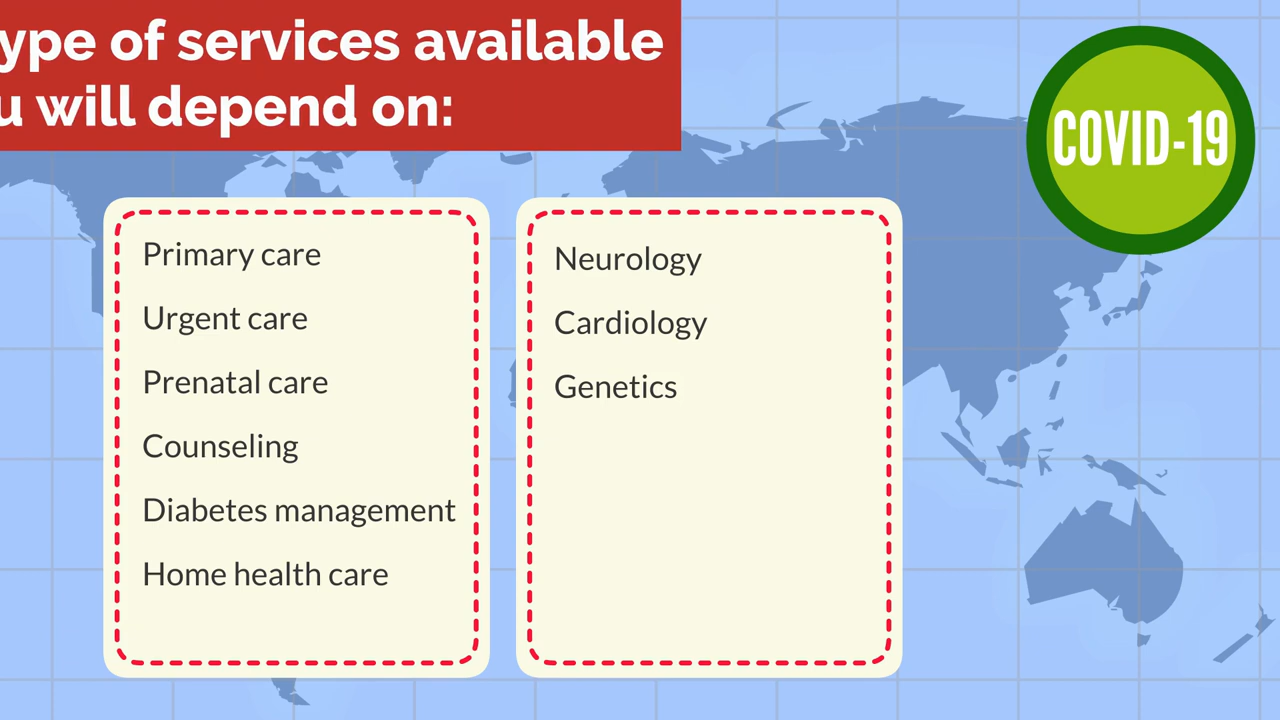 ype of services available
u will depend on:
COVID-19
Primary care
Urgent care
Prenatal care
Counseling
Diabetes management
Home health care
Neurology
Cardiology
Genetics